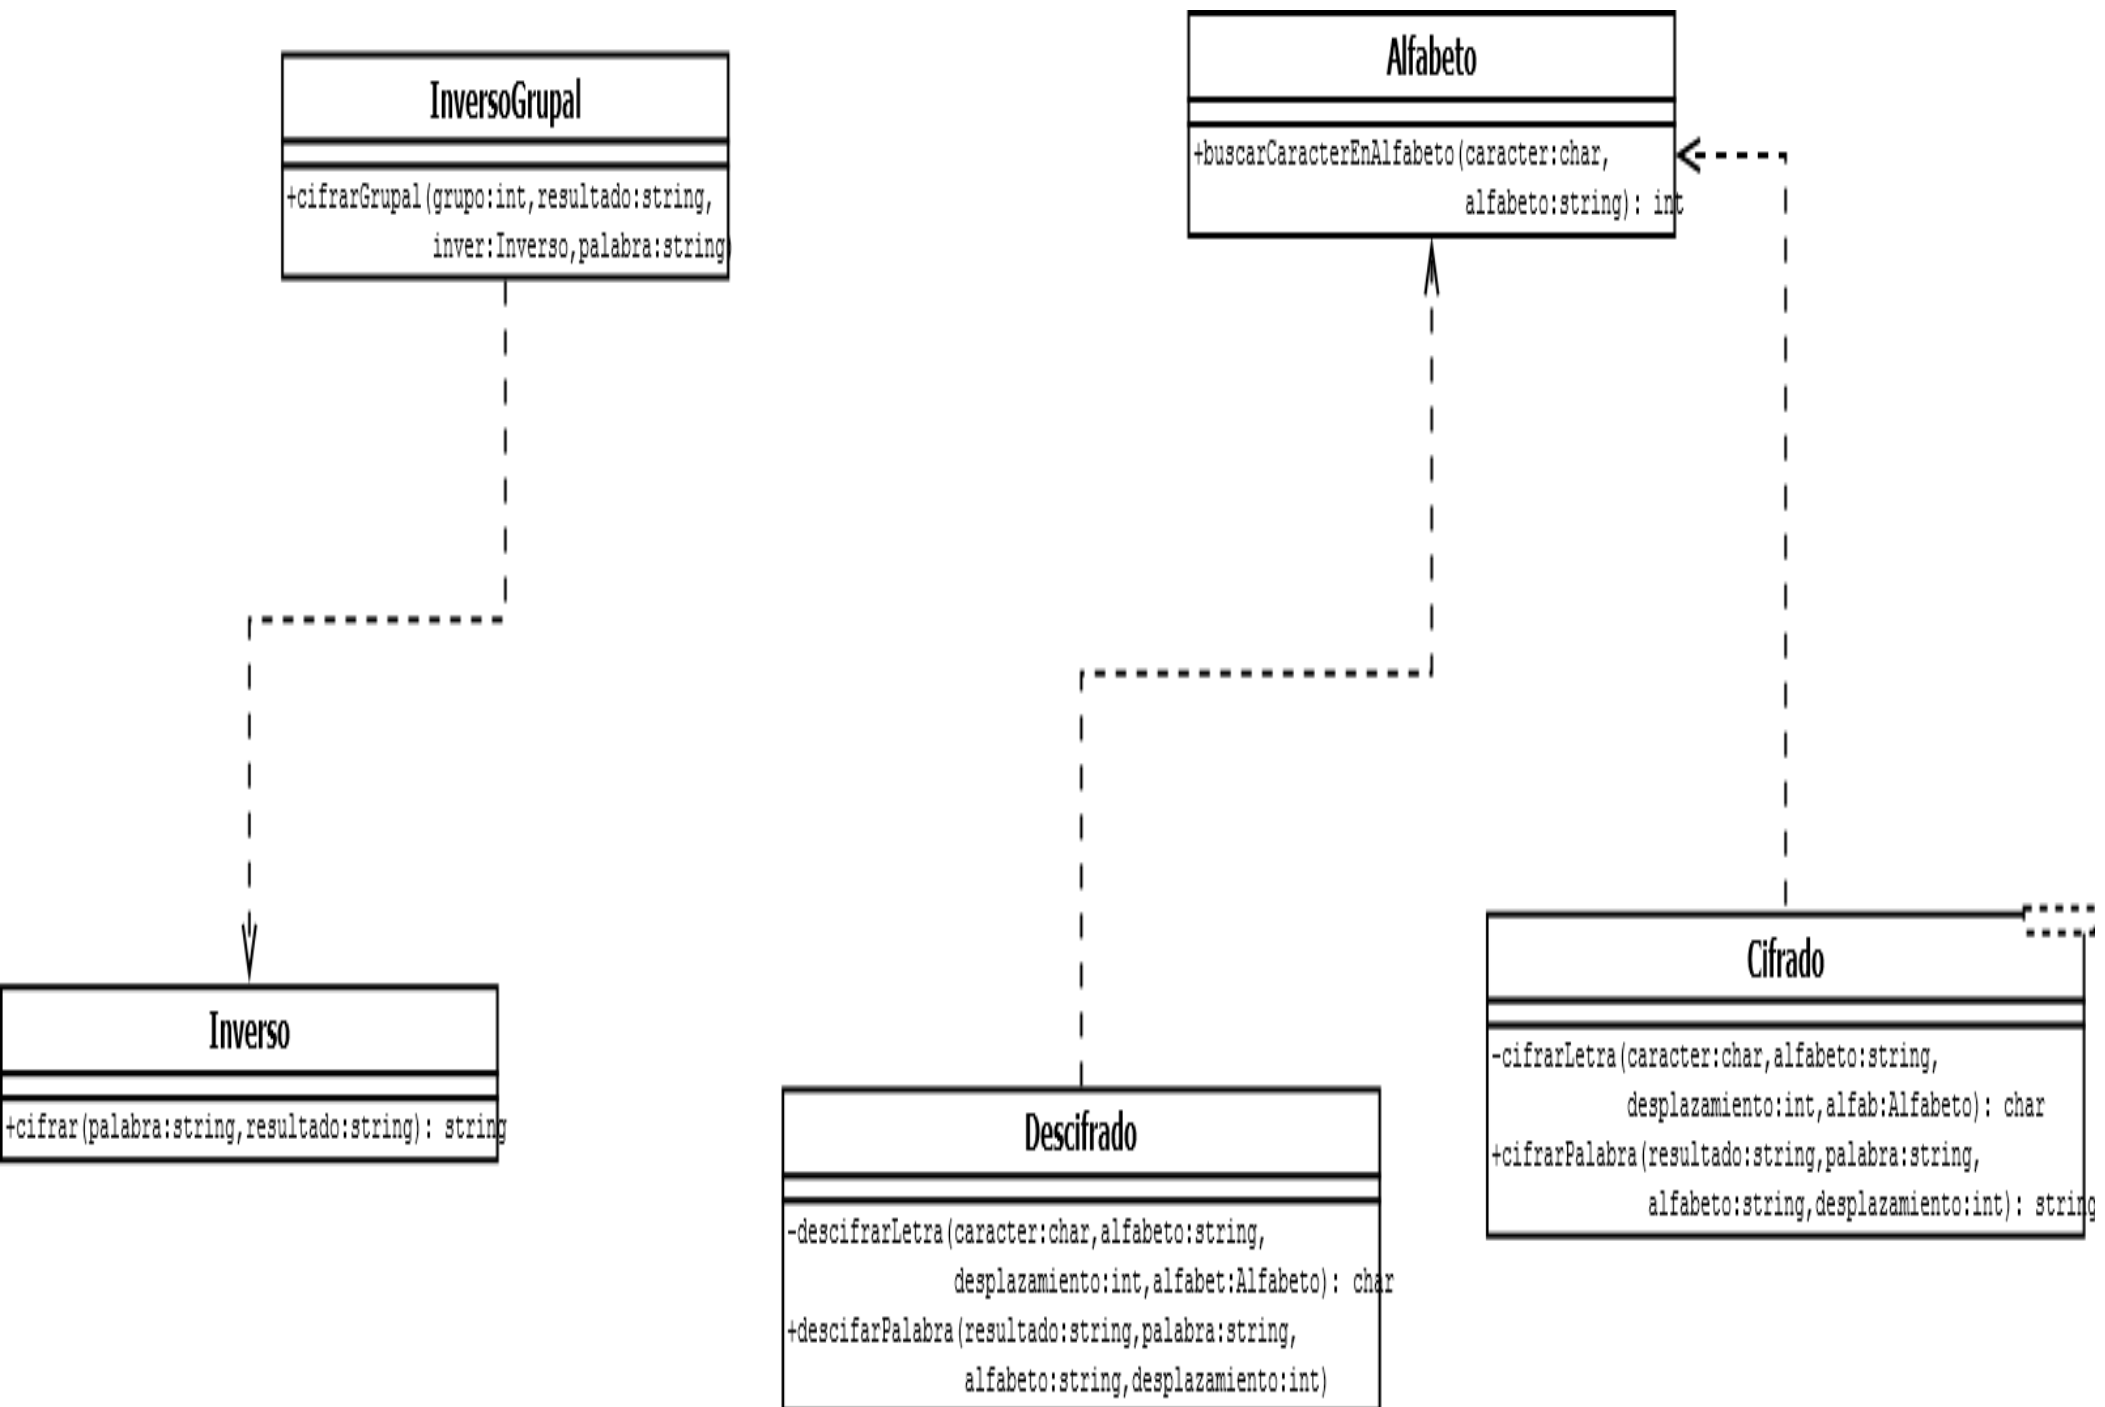 InversoGrupal
+cifrarGrupal(grupo:int,resultado:string,
inver:Inverso,palabra:string)
Alfabeto
+buscarCaracterEnAlfabeto(caracter:char,
alfabeto:string): int
Inverso
+cifrar(palabra:string,resultado:string): string
Descifrado
-descifrarLetra(caracter:char,alfabeto:string,
desplazamiento:int,alfabet:Alfabeto): char
+descifarPalabra(resultado:string,palabra:string,
alfabeto:string,desplazamiento:int)
Cifrado
-cifrarLetra(caracter:char,alfabeto:string,
desplazamiento:int,alfab:Alfabeto): char
+cifrarPalabra(resultado:string,palabra:string,
alfabeto:string,desplazamiento:int): string